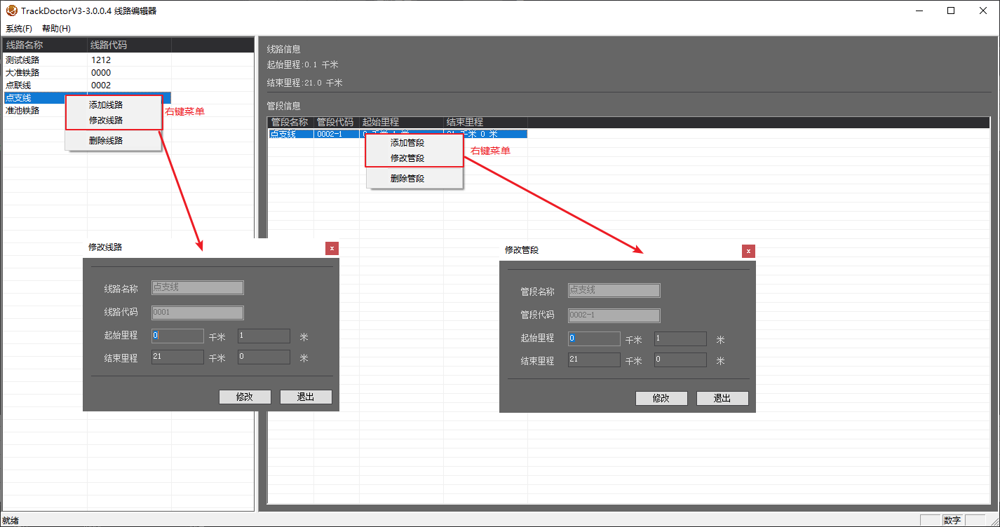 TrackDoctorV3-3.0.0.4 线路编辑器
系统(F) 帮助(H)
线路名称 线路代码
测试线路 1212
大准铁路 0000
点联线 0002
点支线
准池铁路
添加线路
修改线路
删除线路
右键菜单
线路信息
起始里程:0.1 千米
结束里程:21.0 千米
管段信息
管段名称 管段代码 起始里程 结束里程
点支线 0002-1 0 千米 1 米 21 千米 0 米
添加管段
修改管段
删除管段
右键菜单
修改线路 x
线路名称 点支线
线路代码 0001
起始里程 0 千米 1 米
结束里程 21 千米 0 米
修改 退出
修改管段 x
管段名称 点支线
管段代码 0002-1
起始里程 0 千米 1 米
结束里程 21 千米 0 米
修改 退出
就绪 数字